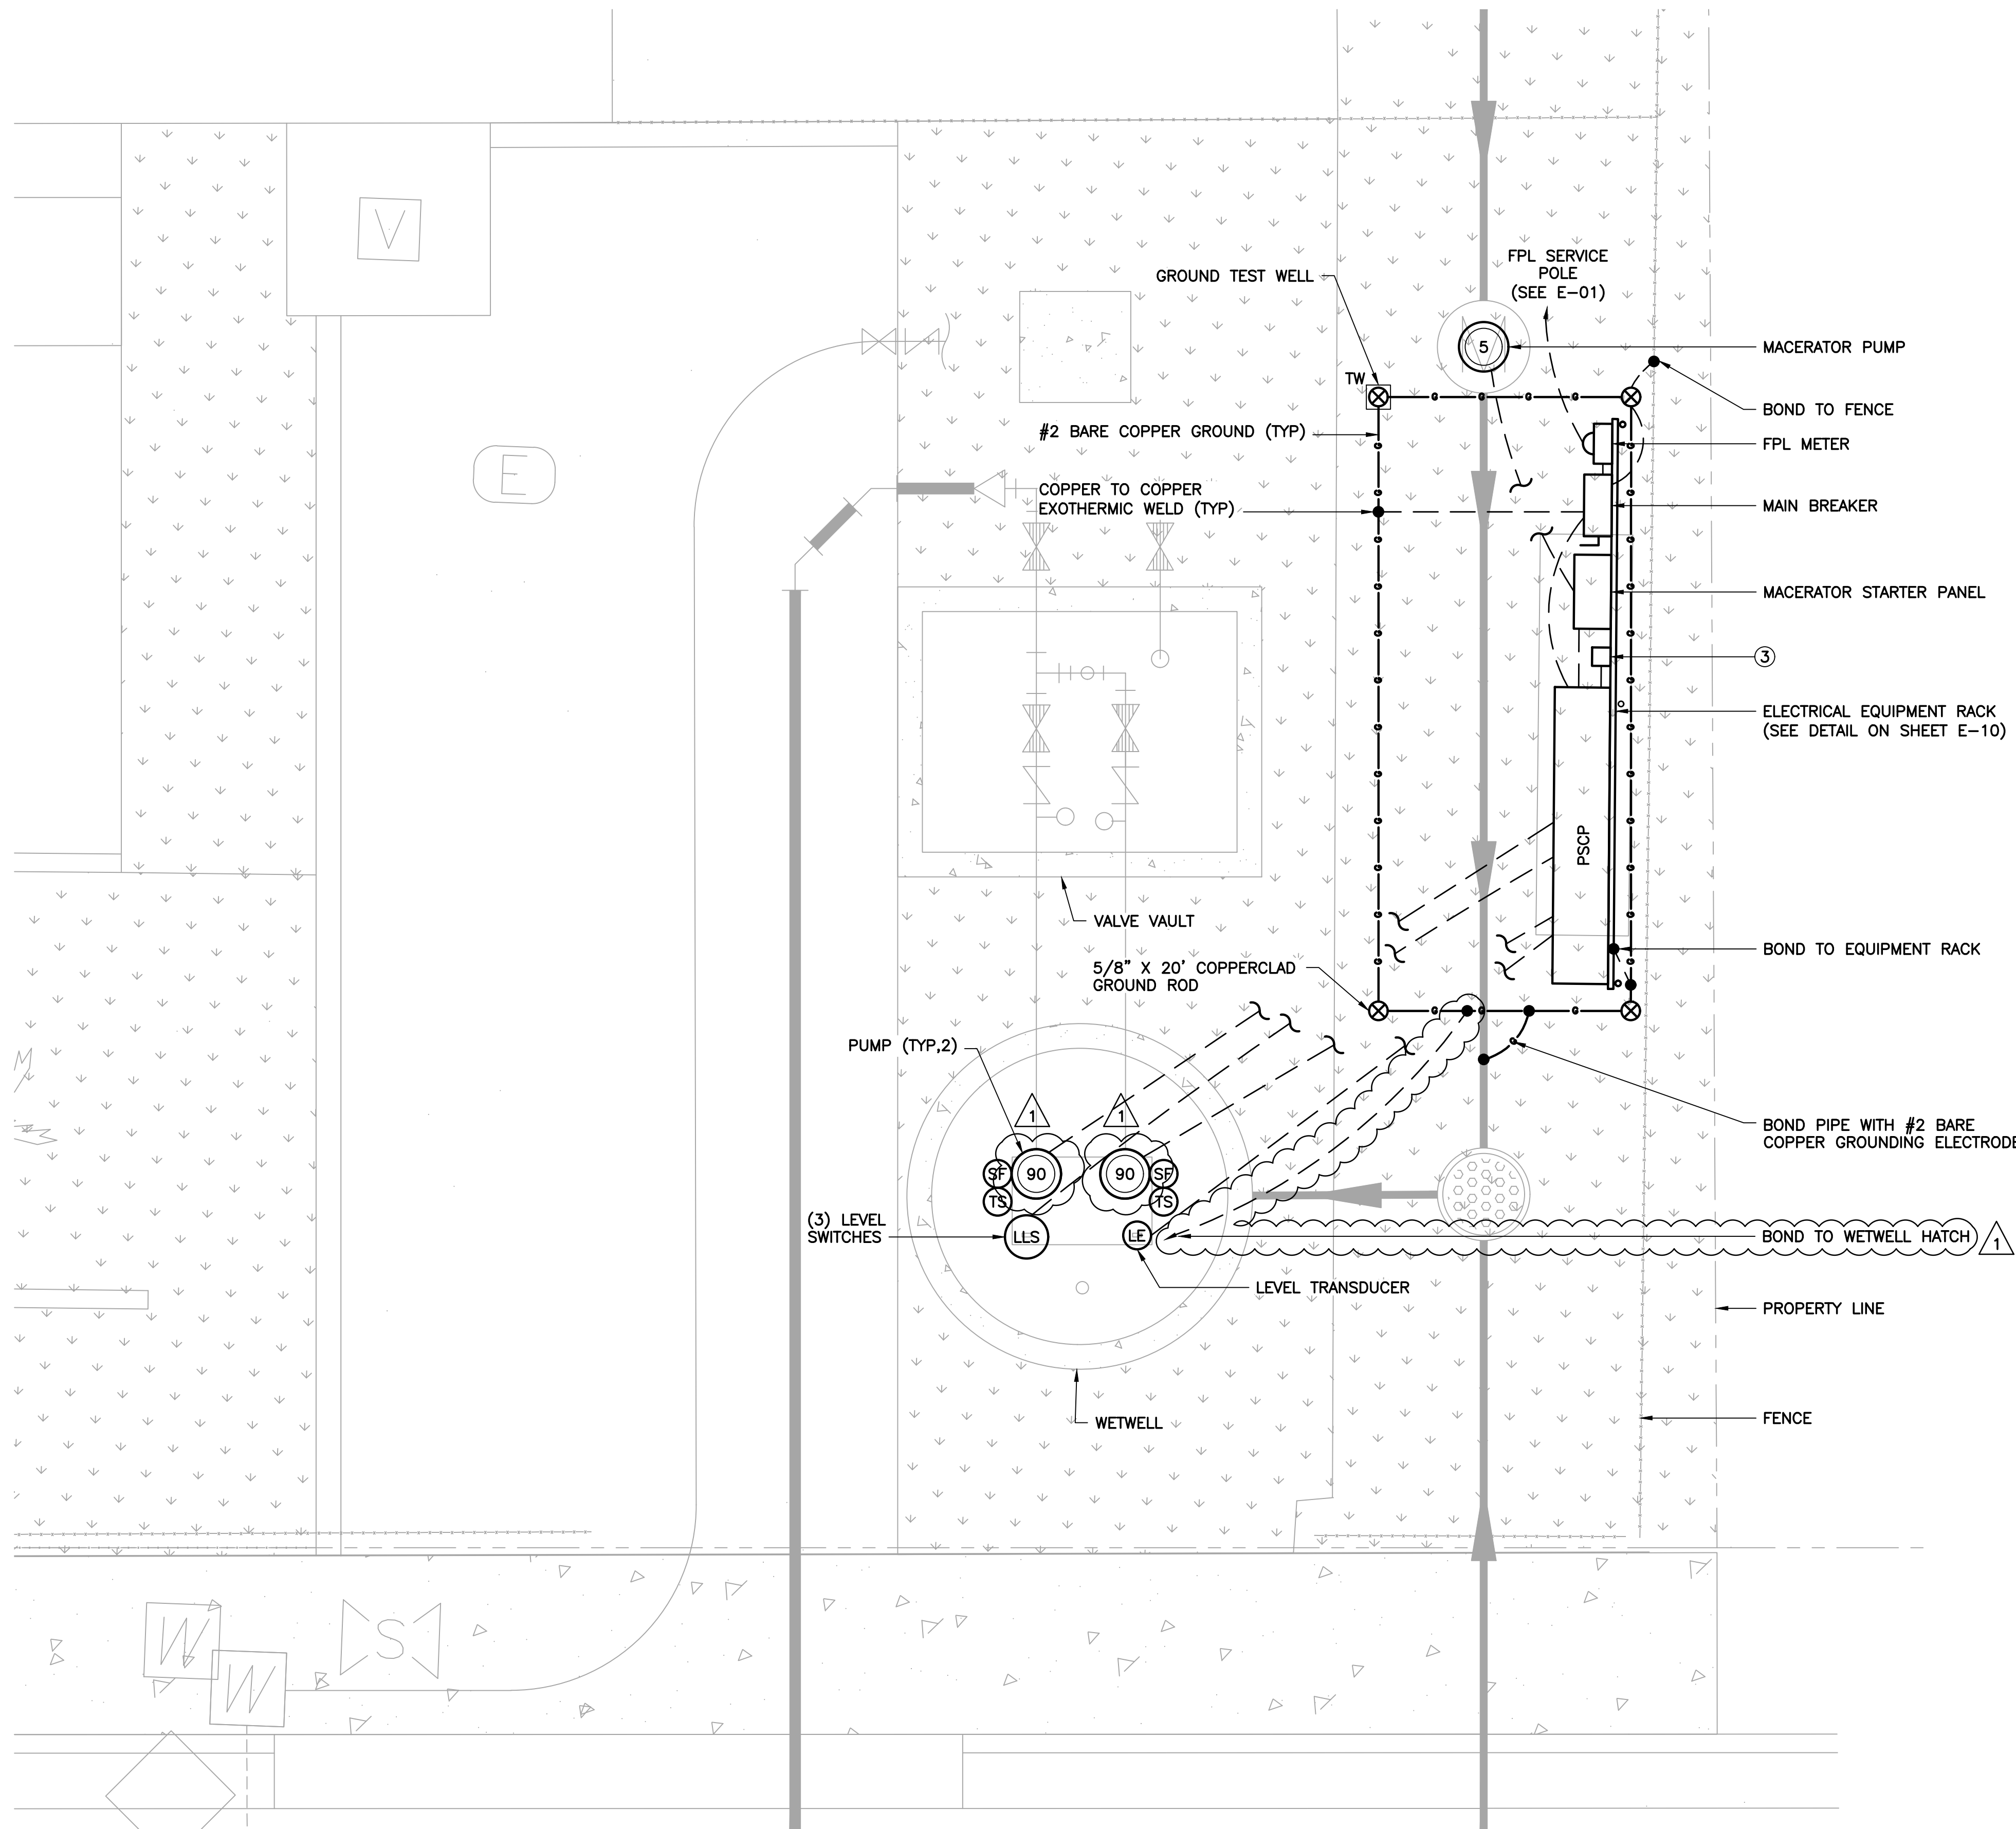 V
E
GROUND TEST WELL
FPL SERVICE
POLE
(SEE E-01)
5
MACERATOR PUMP
TW
BOND TO FENCE
#2 BARE COPPER GROUND (TYP)
FPL METER
COPPER TO COPPER
EXOTHERMIC WELD (TYP)
MAIN BREAKER
MACERATOR STARTER PANEL
3
ELECTRICAL EQUIPMENT RACK
(SEE DETAIL ON SHEET E-10)
PSCP
VALVE VAULT
BOND TO EQUIPMENT RACK
5/8" X 20' COPPERCLAD
GROUND ROD
PUMP (TYP,2)
1
1
BOND PIPE WITH #2 BARE
COPPER GROUNDING ELECTRODE
SF
90
90
SF
TS
TS
(3) LEVEL
SWITCHES
LLS
LE
BOND TO WETWELL HATCH
1
LEVEL TRANSDUCER
PROPERTY LINE
WETWELL
FENCE
W
S
W